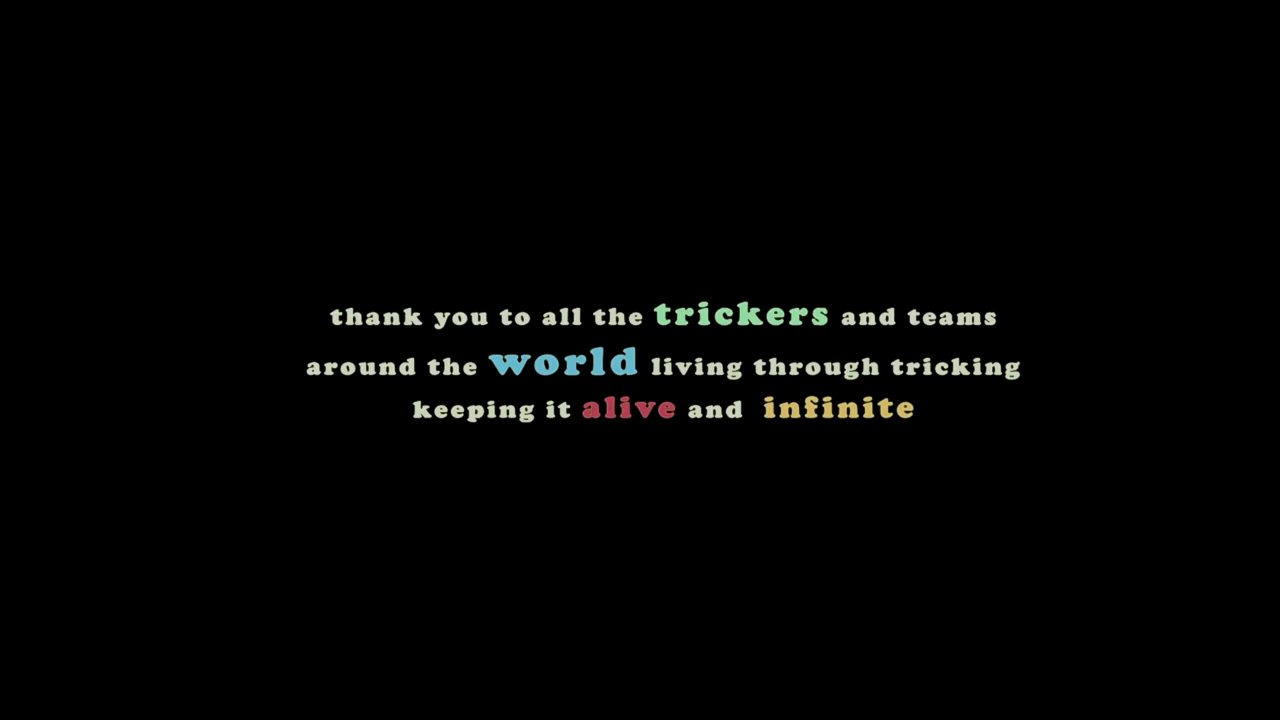 thank you to all the trickers and teams
around the world living through tricking
keeping it alive and infinite